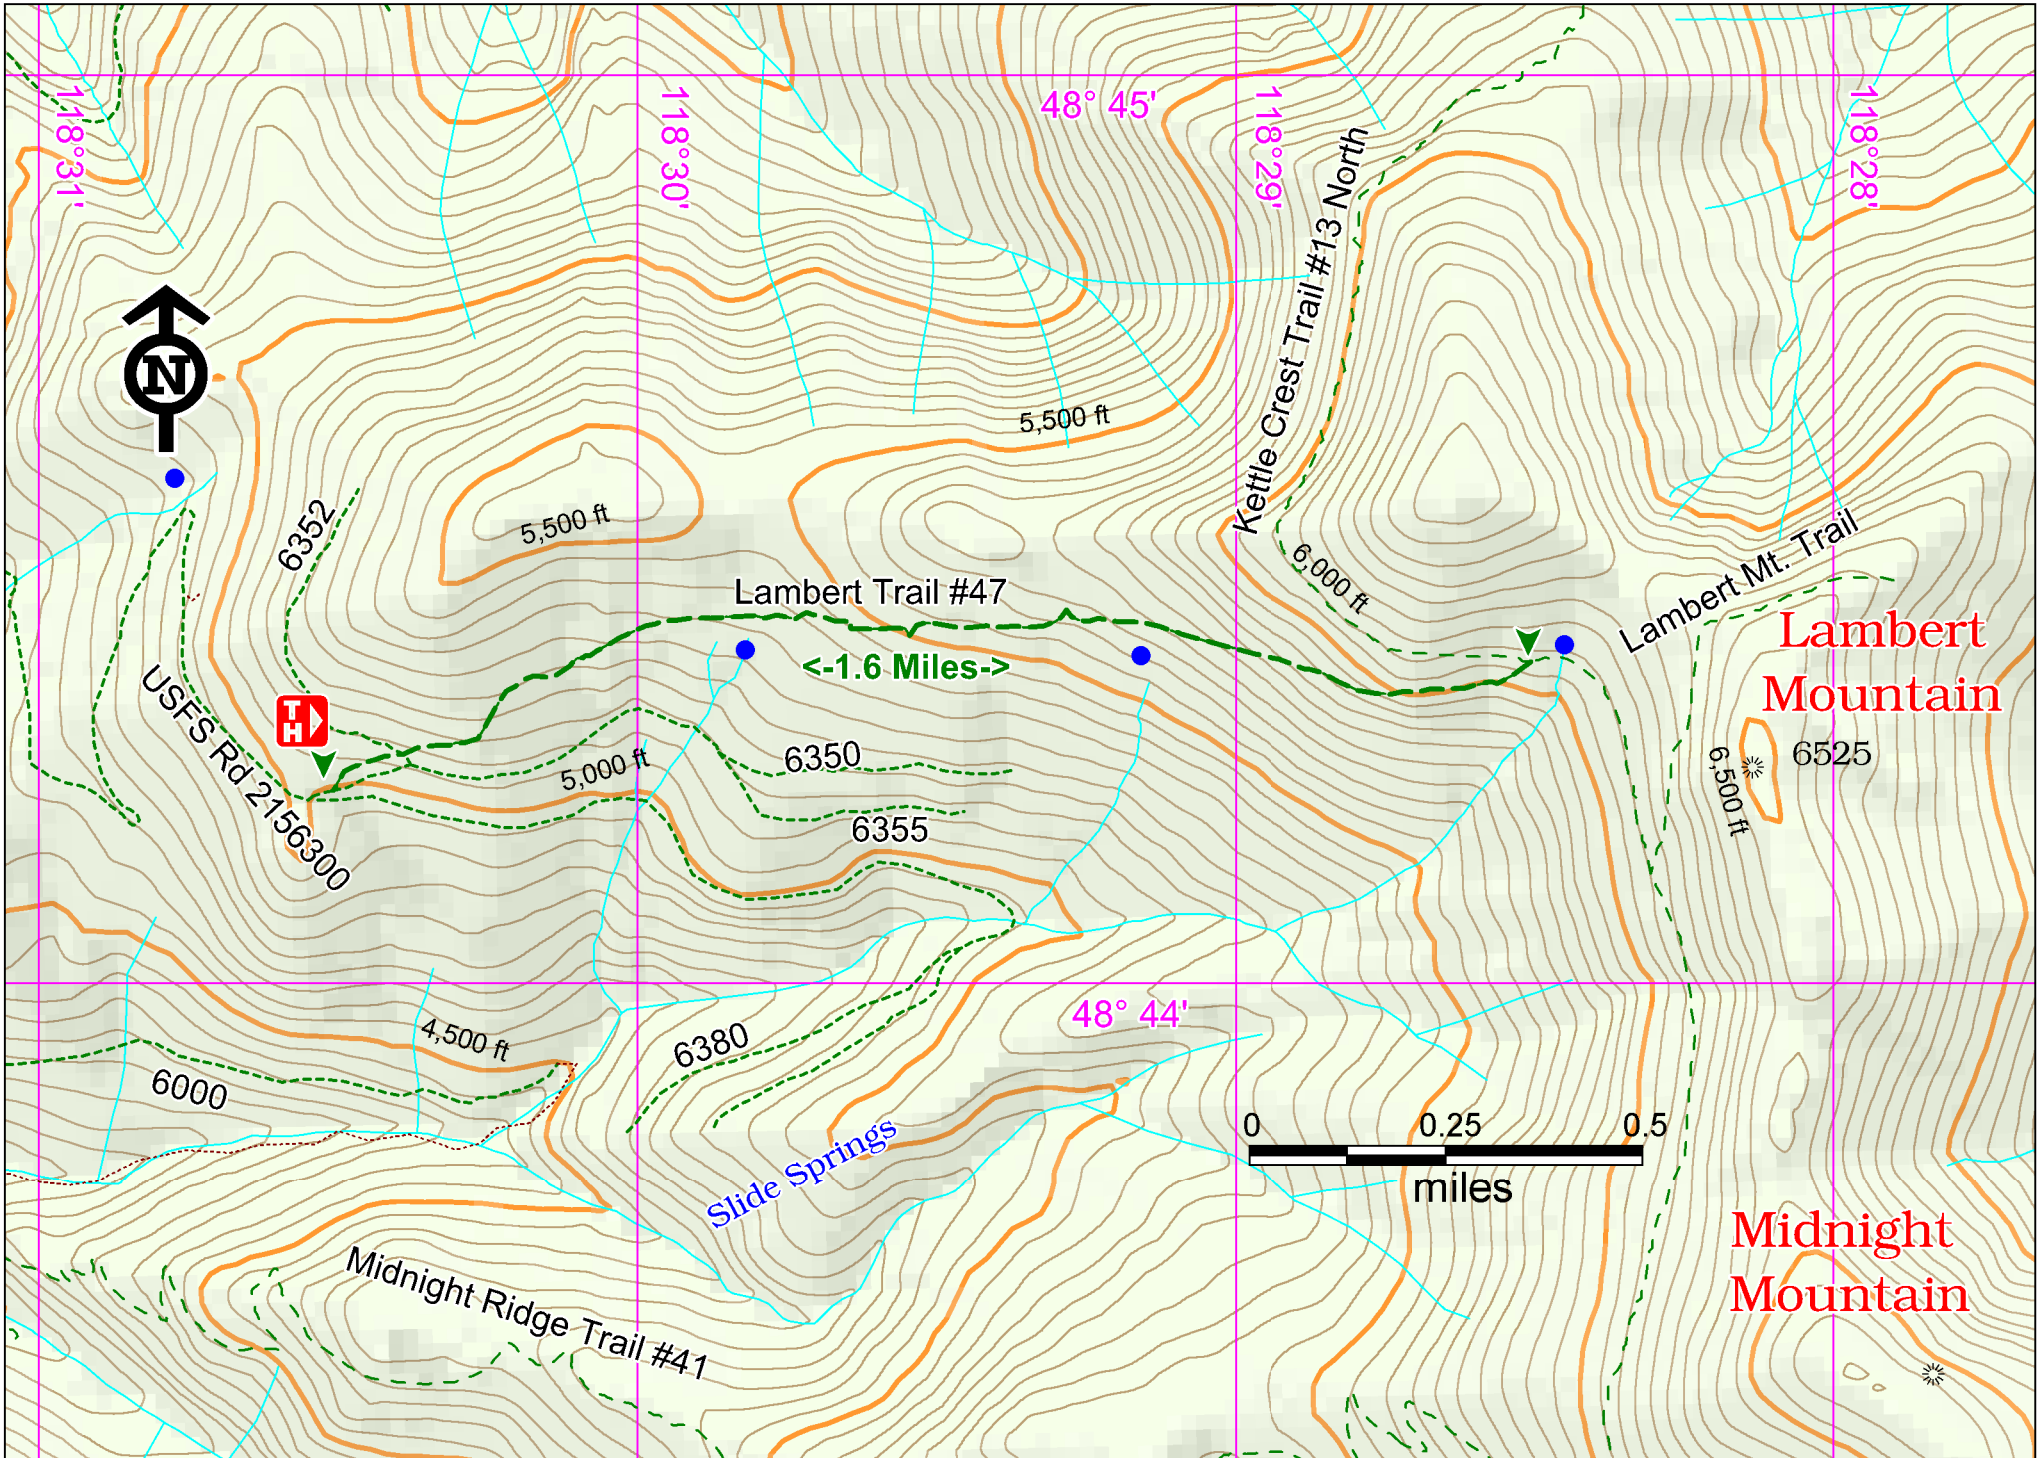 48° 45'
118°31'
118°30'
118°29'
118°28'
Kettle Crest Trail #13 North
N
5,500 ft
6352
5,500 ft
6,000 ft
Lambert Mt. Trail
Lambert Trail #47
<-1.6 Miles->
Lambert
Mountain
6525
6,500 ft
USFS Rd 2156300
TH
5,000 ft
6350
6355
48° 44'
4,500 ft
6380
6000
0 0.25 0.5
miles
Slide Springs
Midnight
Mountain
Midnight Ridge Trail #41